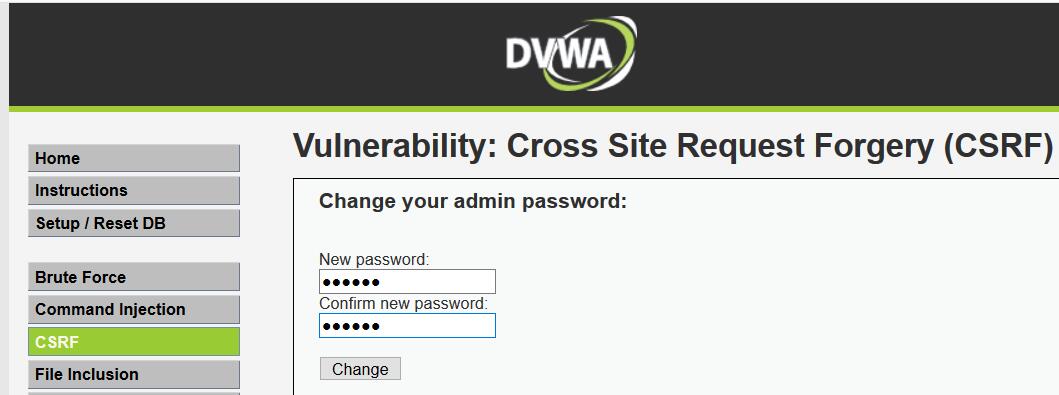 DVWA
Vulnerability: Cross Site Request Forgery (CSRF)
Home
Instructions
Setup / Reset DB
Brute Force
Command Injection
CSRF
File Inclusion
Change your admin password:
New password:
●●●●●●
Confirm new password:
●●●●●●
Change